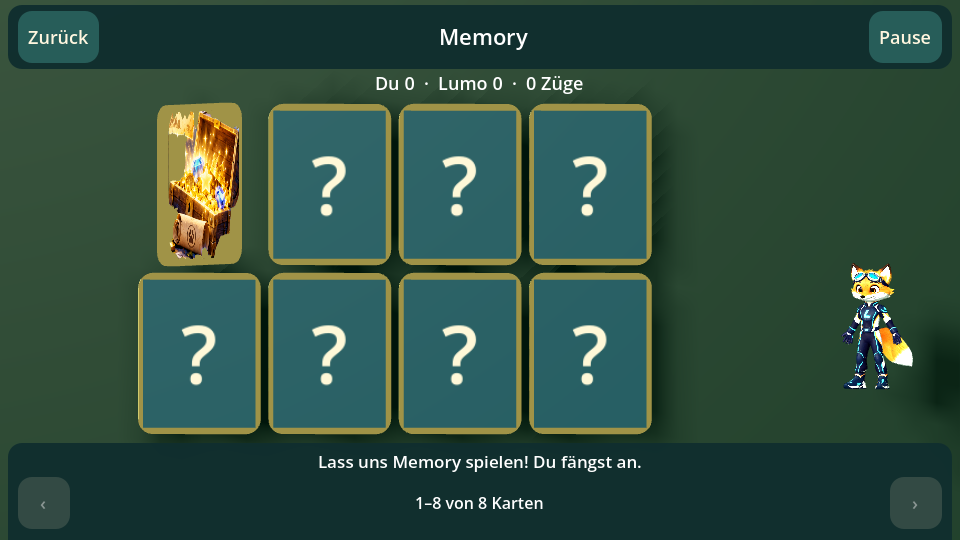 Zurück
Memory
Pause
Du 0 · Lumo 0 · 0 Züge
? ? ?
? ? ? ?
Lass uns Memory spielen! Du fängst an.
‹
1–8 von 8 Karten
›